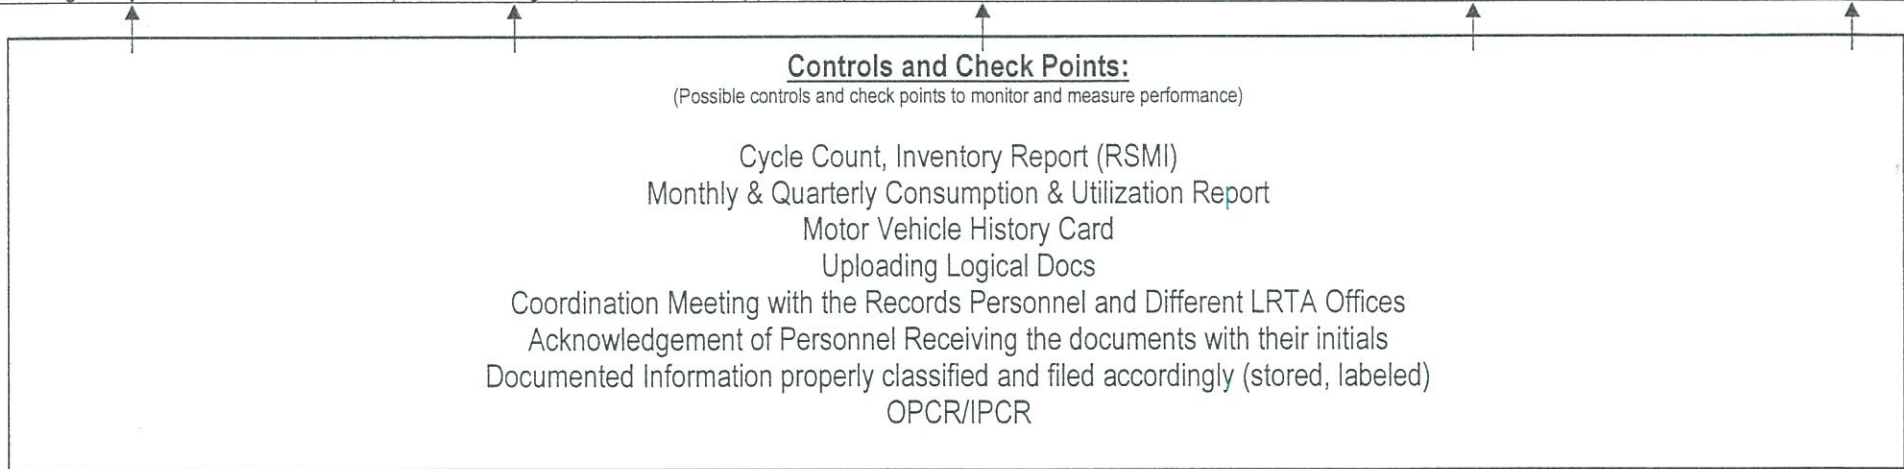 Controls and Check Points:
(Possible controls and check points to monitor and measure performance)
Cycle Count, Inventory Report (RSMI)
Monthly & Quarterly Consumption & Utilization Report
Motor Vehicle History Card
Uploading Logical Docs
Coordination Meeting with the Records Personnel and Different LRTA Offices
Acknowledgement of Personnel Receiving the documents with their initials
Documented Information properly classified and filed accordingly (stored, labeled)
OPCR/IPCR